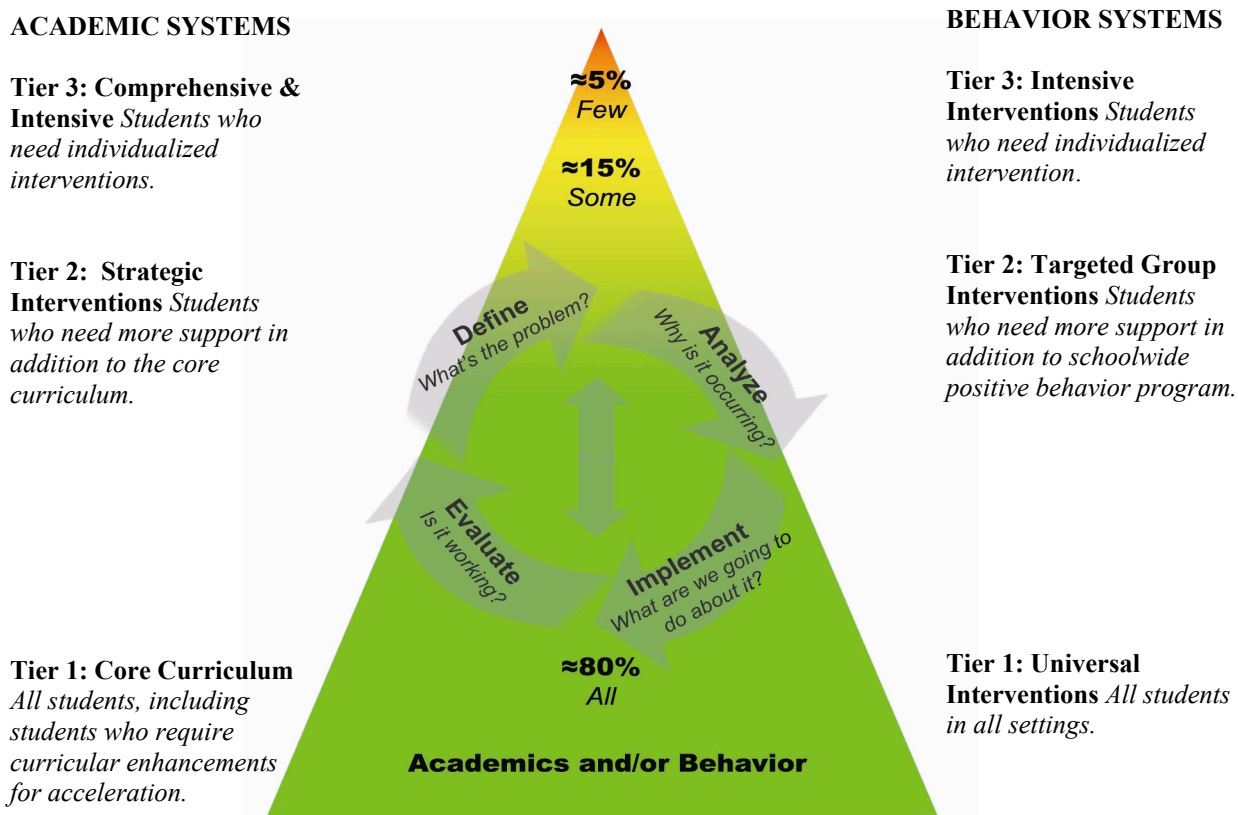 ACADEMIC SYSTEMS
Tier 3: Comprehensive &
Intensive Students who
need individualized
interventions.
Tier 2: Strategic
Interventions Students
who need more support in
addition to the core
curriculum.
Tier 1: Core Curriculum
All students, including
students who require
curricular enhancements
for acceleration.
≈5%
Few
≈15%
Some
Define
What's the problem?
Analyze
Why is it occurring?
Implement
What are we going to
do about it?
Evaluate
Is it working?
≈80%
All
Academics and/or Behavior
BEHAVIOR SYSTEMS
Tier 3: Intensive
Interventions Students
who need individualized
intervention.
Tier 2: Targeted Group
Interventions Students
who need more support in
addition to schoolwide
positive behavior program.
Tier 1: Universal
Interventions All students
in all settings.